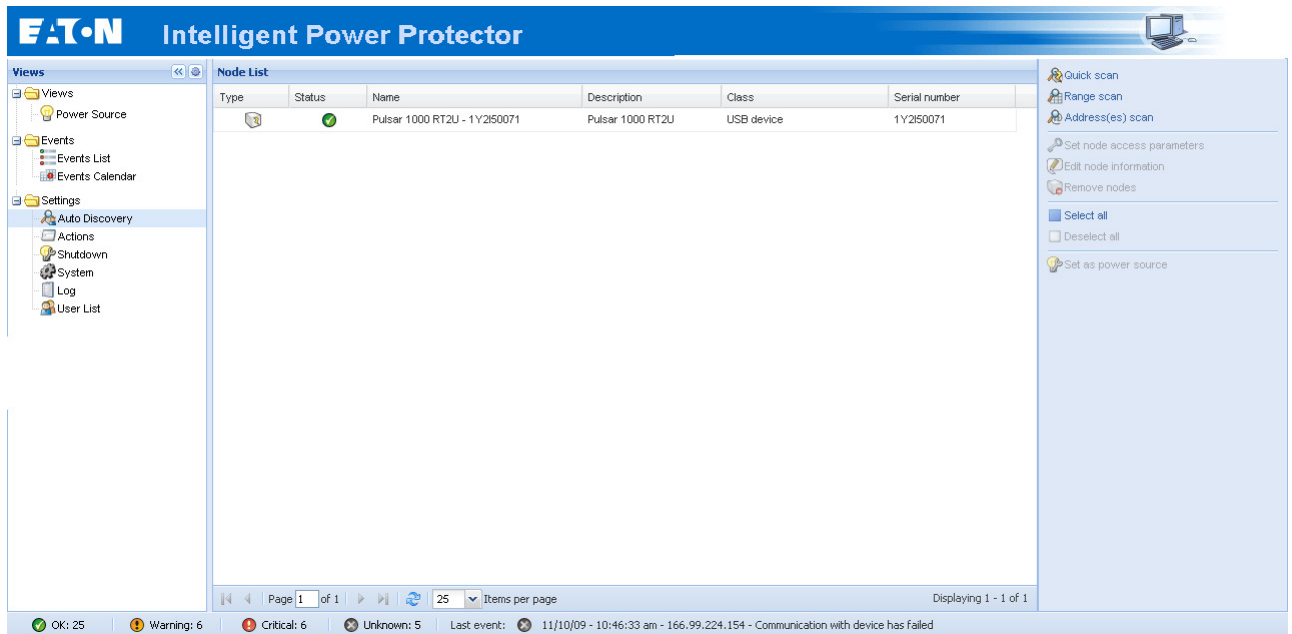 EATON Intelligent Power Protector
Views
Views
Power Source
Events
Events List
Events Calendar
Settings
Auto Discovery
Actions
Shutdown
System
Log
User List
Node List
Type Status Name Description Class Serial number
Pulsar 1000 RT2U - 1Y2I50071 Pulsar 1000 RT2U USB device 1Y2I50071
Page 1 of 1 25 Items per page Displaying 1 - 1 of 1
Quick scan
Range scan
Address(es) scan
Set node access parameters
Edit node information
Remove nodes
Select all
Deselect all
Set as power source
OK: 25 Warning: 6 Critical: 6 Unknown: 5 Last event: 11/10/09 - 10:46:33 am - 166.99.224.154 - Communication with device has failed